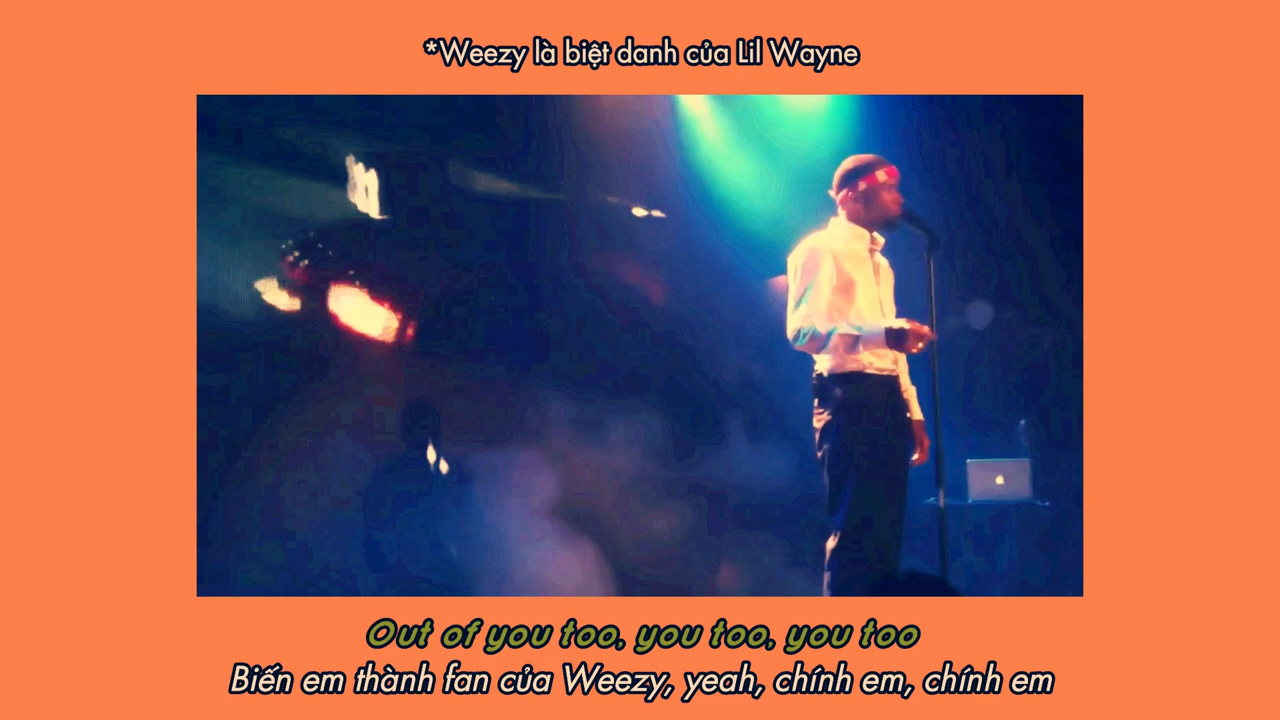 *Weezy là biệt danh của Lil Wayne
Out of you too, you too, you too
Biến em thành fan của Weezy, yeah, chính em, chính em